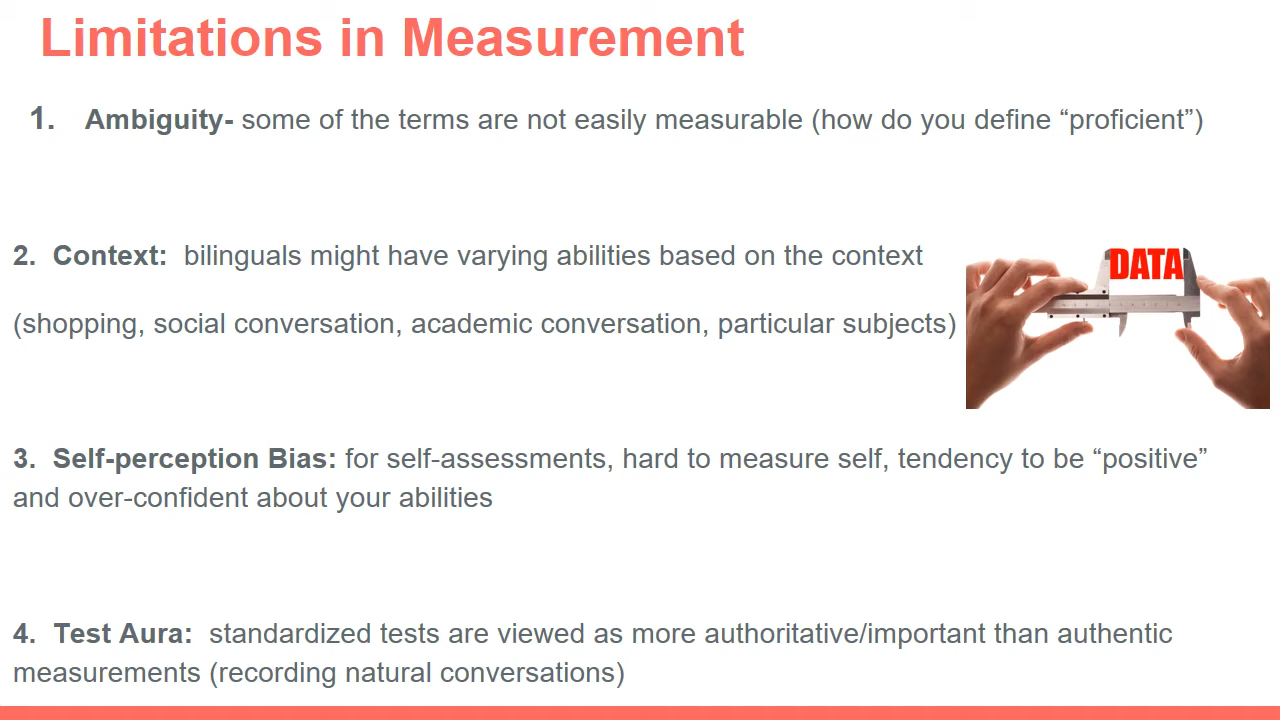 Limitations in Measurement
1. Ambiguity- some of the terms are not easily measurable (how do you define “proficient”)
2. Context: bilinguals might have varying abilities based on the context
(shopping, social conversation, academic conversation, particular subjects)
DATA
3. Self-perception Bias: for self-assessments, hard to measure self, tendency to be “positive”
and over-confident about your abilities
4. Test Aura: standardized tests are viewed as more authoritative/important than authentic
measurements (recording natural conversations)